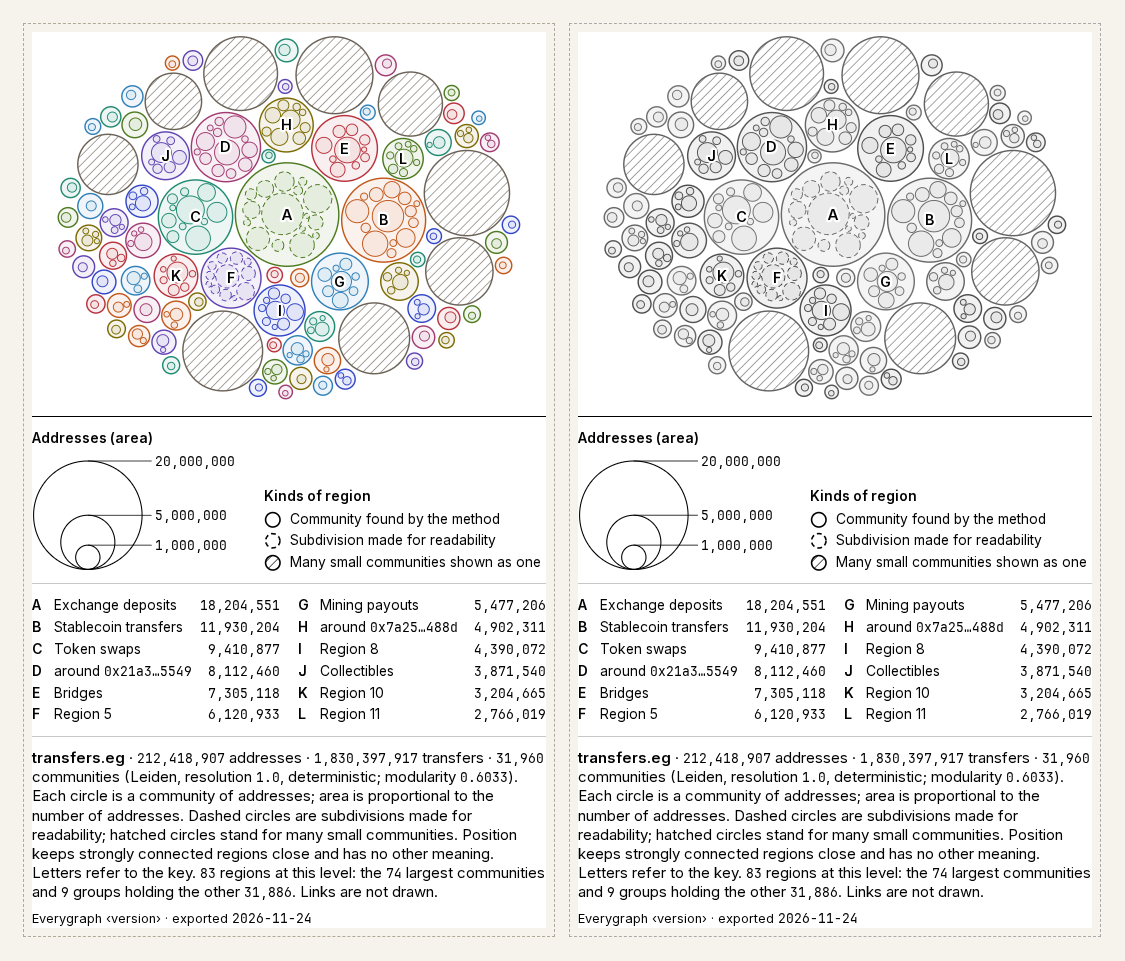 H
D
E
J
L
A
C
B
K
F
G
I
Addresses (area)
20,000,000
5,000,000
1,000,000
Kinds of region
Community found by the method
Subdivision made for readability
Many small communities shown as one
A Exchange deposits 18,204,551 G Mining payouts 5,477,206
B Stablecoin transfers 11,930,204 H around 0x7a25…488d 4,902,311
C Token swaps 9,410,877 I Region 8 4,390,072
D around 0x21a3…5549 8,112,460 J Collectibles 3,871,540
E Bridges 7,305,118 K Region 10 3,204,665
F Region 5 6,120,933 L Region 11 2,766,019
transfers.eg · 212,418,907 addresses · 1,830,397,917 transfers · 31,960
communities (Leiden, resolution 1.0, deterministic; modularity 0.6033).
Each circle is a community of addresses; area is proportional to the
number of addresses. Dashed circles are subdivisions made for
readability; hatched circles stand for many small communities. Position
keeps strongly connected regions close and has no other meaning.
Letters refer to the key. 83 regions at this level: the 74 largest communities
and 9 groups holding the other 31,886. Links are not drawn.
Everygraph ‹version› · exported 2026-11-24
H
D
E
J
L
A
C
B
K
F
G
I
Addresses (area)
20,000,000
5,000,000
1,000,000
Kinds of region
Community found by the method
Subdivision made for readability
Many small communities shown as one
A Exchange deposits 18,204,551 G Mining payouts 5,477,206
B Stablecoin transfers 11,930,204 H around 0x7a25…488d 4,902,311
C Token swaps 9,410,877 I Region 8 4,390,072
D around 0x21a3…5549 8,112,460 J Collectibles 3,871,540
E Bridges 7,305,118 K Region 10 3,204,665
F Region 5 6,120,933 L Region 11 2,766,019
transfers.eg · 212,418,907 addresses · 1,830,397,917 transfers · 31,960
communities (Leiden, resolution 1.0, deterministic; modularity 0.6033).
Each circle is a community of addresses; area is proportional to the
number of addresses. Dashed circles are subdivisions made for
readability; hatched circles stand for many small communities. Position
keeps strongly connected regions close and has no other meaning.
Letters refer to the key. 83 regions at this level: the 74 largest communities
and 9 groups holding the other 31,886. Links are not drawn.
Everygraph ‹version› · exported 2026-11-24